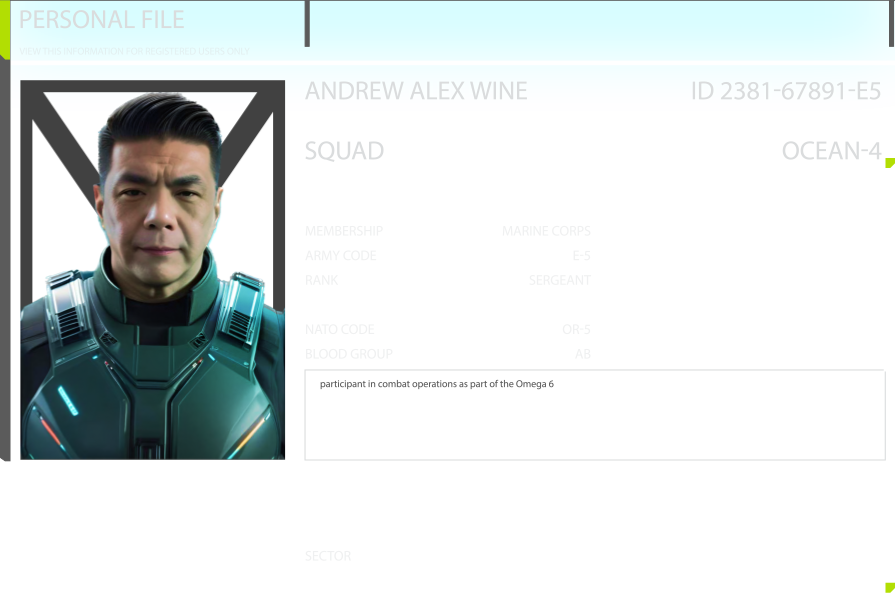 PERSONAL FILE
VIEW THIS INFORMATION FOR REGISTERED USERS ONLY
ANDREW ALEX WINE ID 2381-67891-E5
SQUAD OCEAN-4
MEMBERSHIP MARINE CORPS
ARMY CODE E-5
RANK SERGEANT
NATO CODE OR-5
BLOOD GROUP AB
participant in combat operations as part of the Omega 6
SECTOR